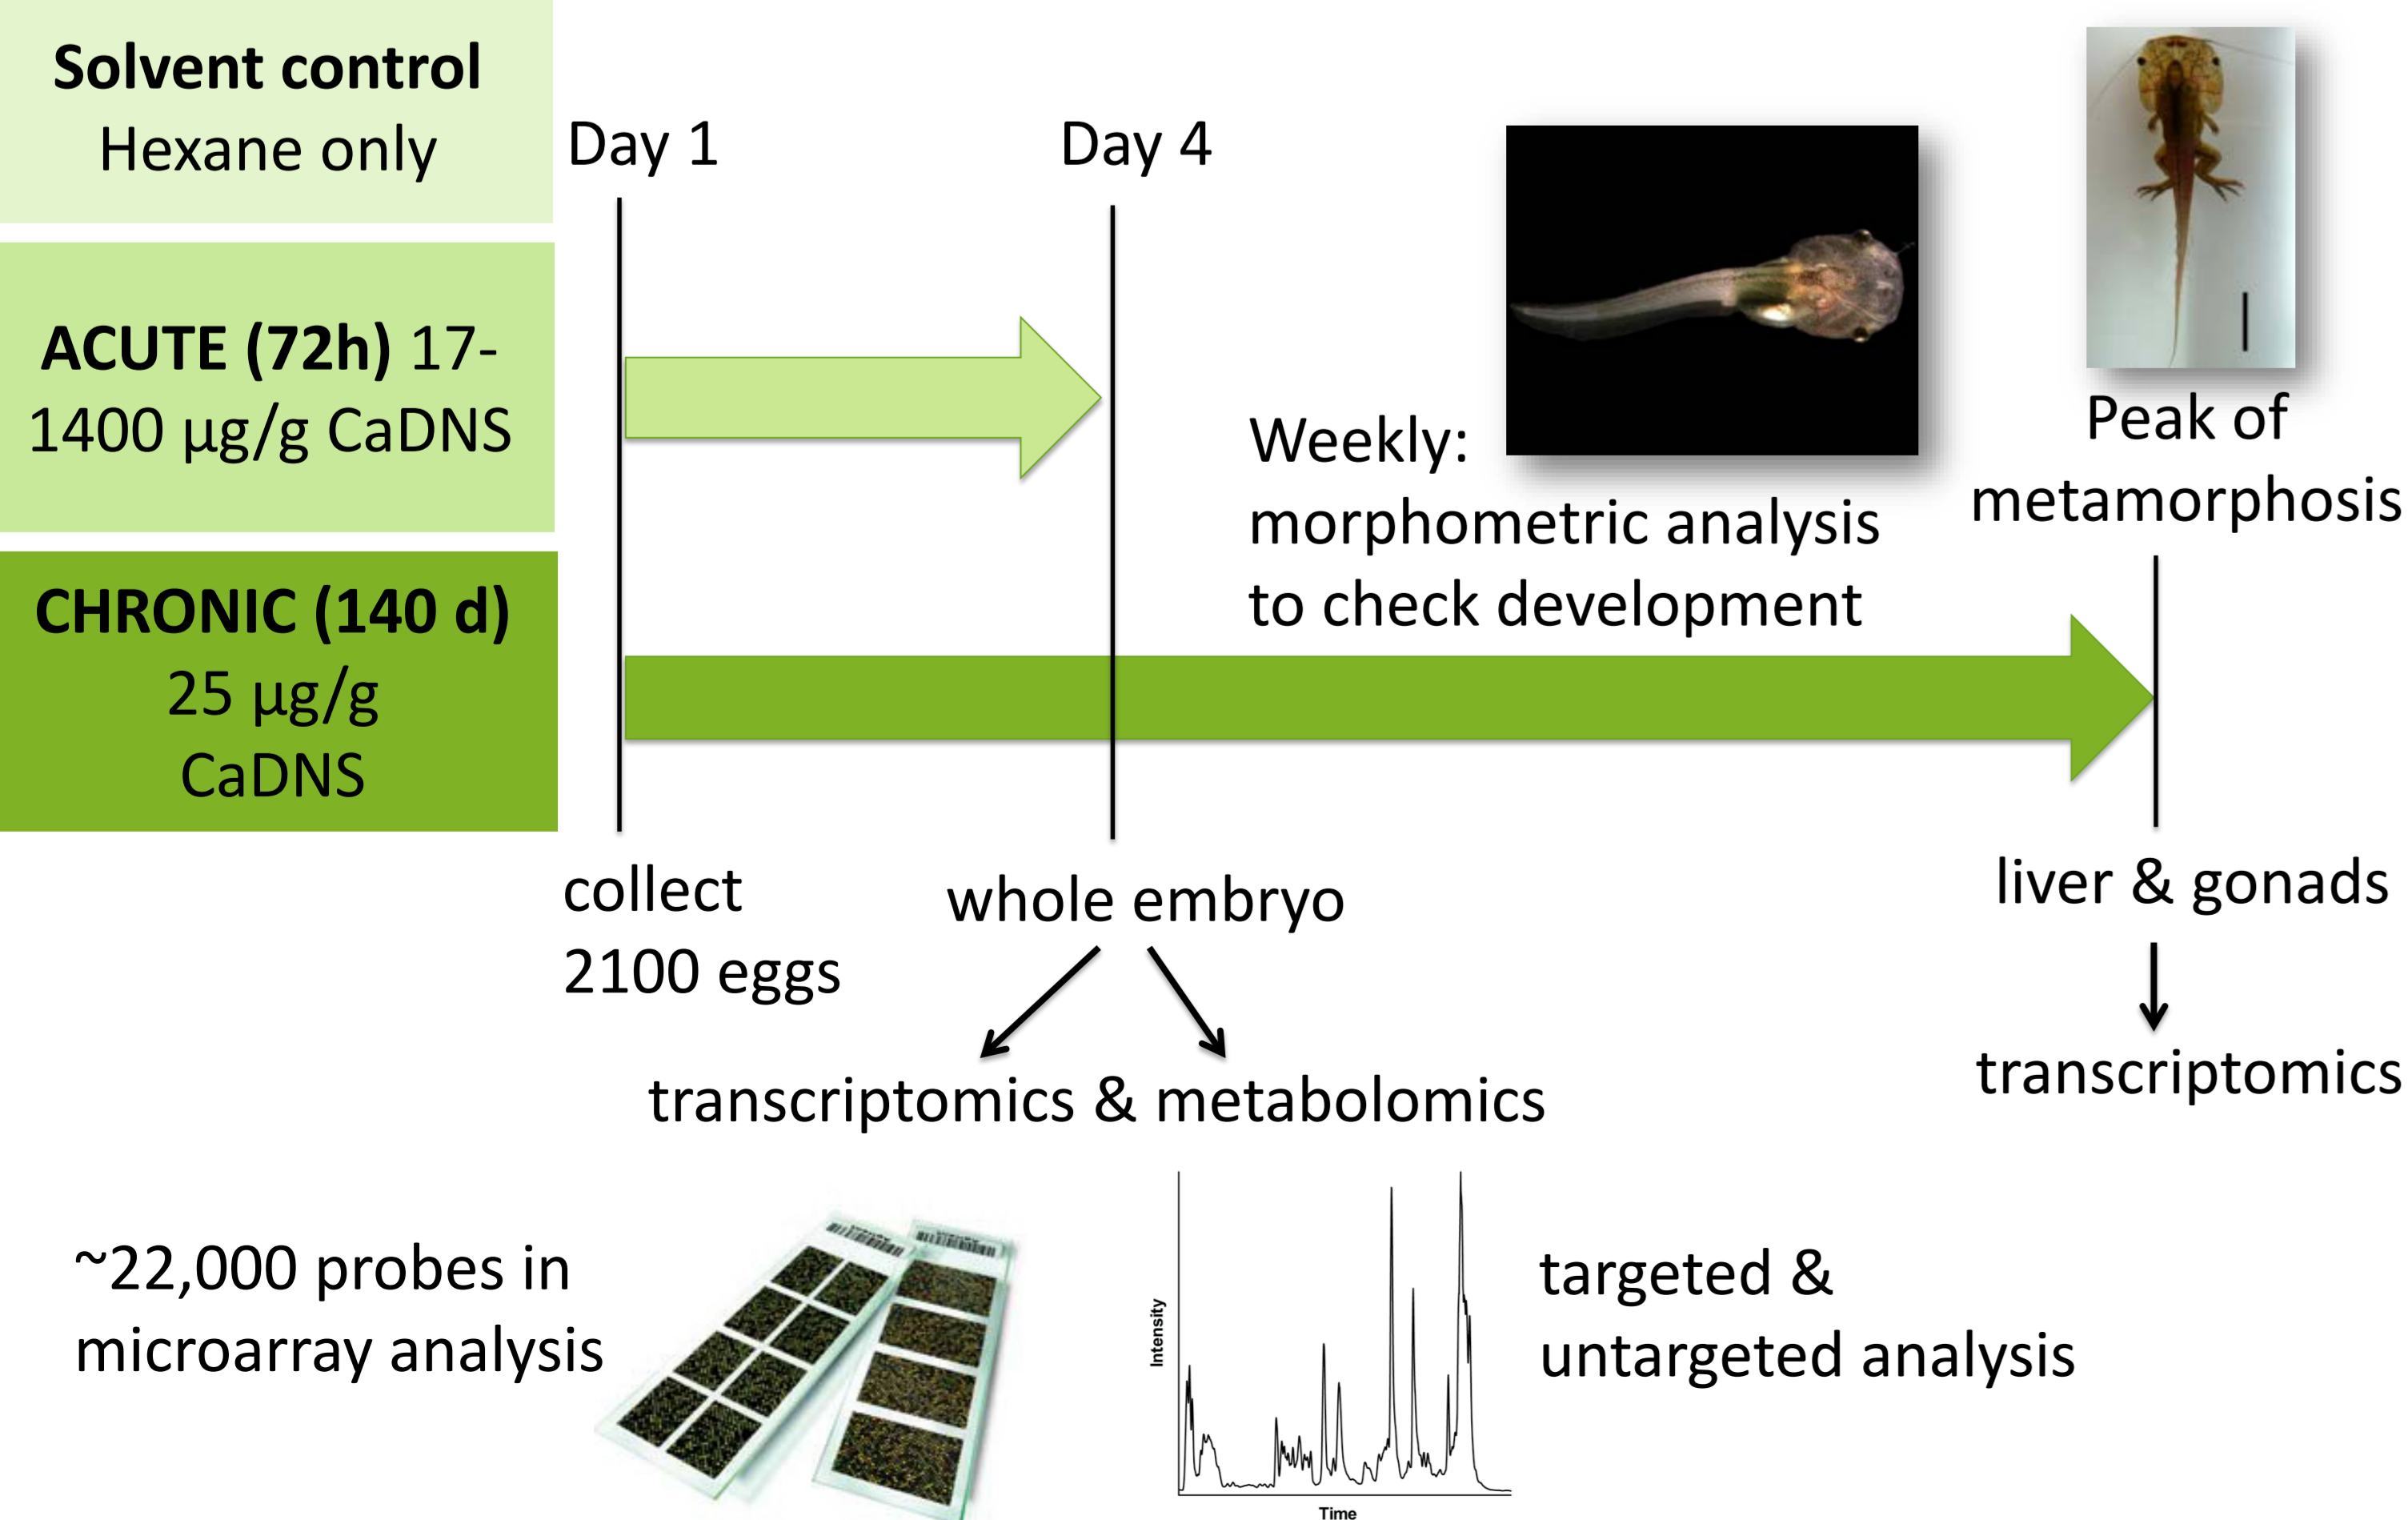 Solvent control
Hexane only
ACUTE (72h) 17-
1400 µg/g CaDNS
CHRONIC (140 d)
25 µg/g
CaDNS
Day 1
Day 4
Weekly:
morphometric analysis
to check development
Peak of
metamorphosis
collect
2100 eggs
whole embryo
liver & gonads
transcriptomics & metabolomics
transcriptomics
~22,000 probes in
microarray analysis
Intensity
Time
targeted &
untargeted analysis